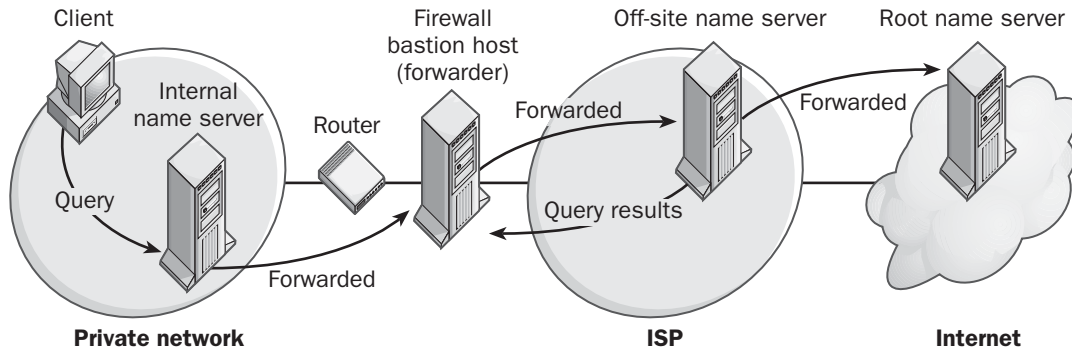 Client
Firewall
bastion host
(forwarder)
Off-site name server
Root name server
Internal
name server
Router
Forwarded
Forwarded
Query
Query results
Forwarded
Private network
ISP
Internet